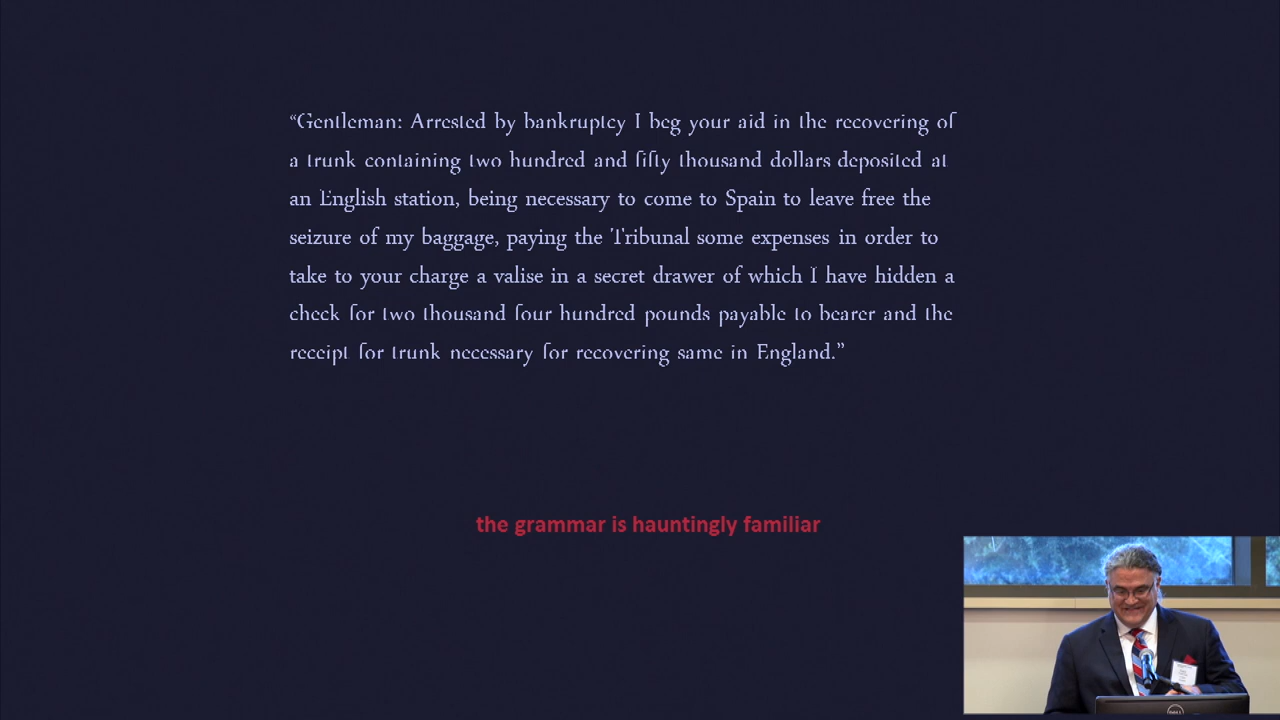 “Gentleman: Arrested by bankruptcy I beg your aid in the recovering of
a trunk containing two hundred and fifty thousand dollars deposited at
an English station, being necessary to come to Spain to leave free the
seizure of my baggage, paying the Tribunal some expenses in order to
take to your charge a valise in a secret drawer of which I have hidden a
check for two thousand four hundred pounds payable to bearer and the
receipt for trunk necessary for recovering same in England.”
the grammar is hauntingly familiar
DELL